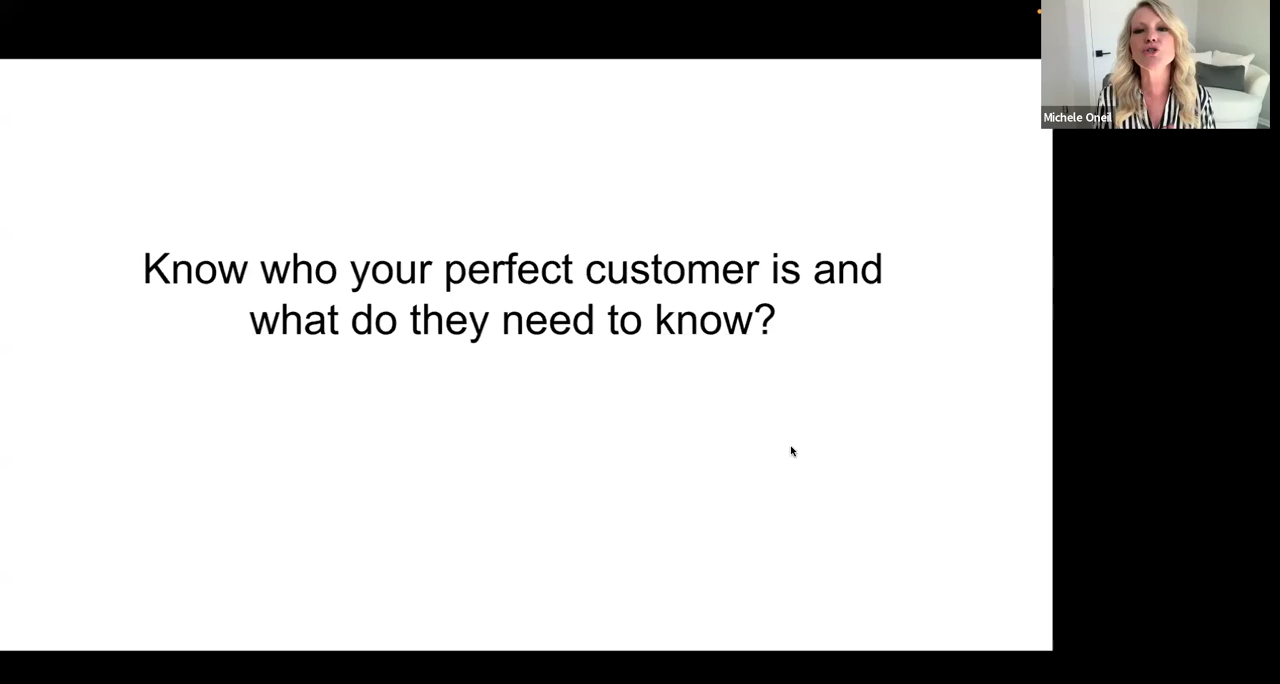 Know who your perfect customer is and
what do they need to know?
Michele Oneil